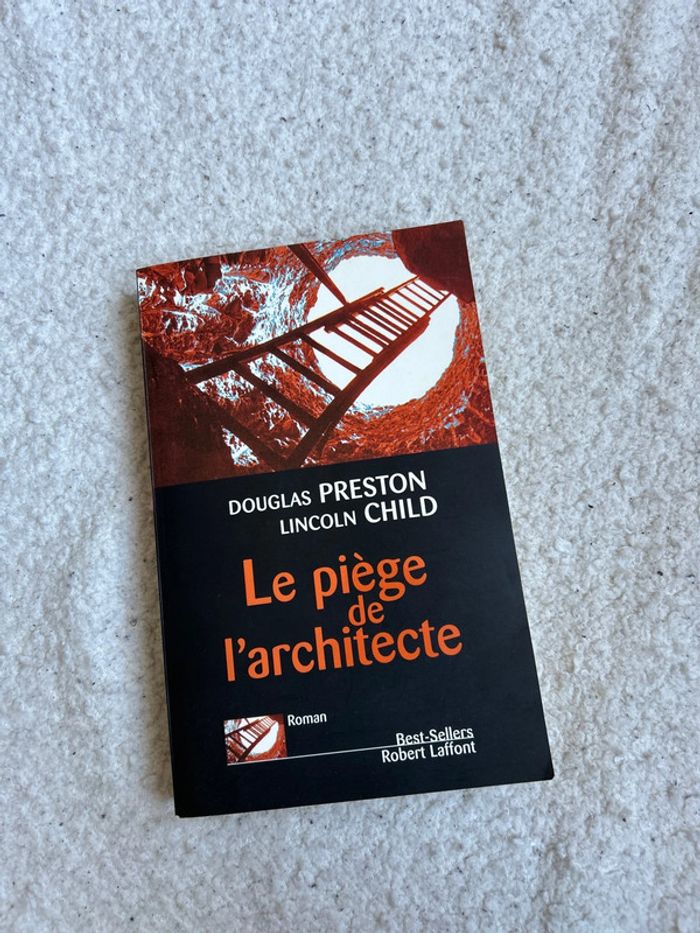 DOUGLAS PRESTON
LINCOLN CHILD
Le piège
de
l'architecte
Roman
Best-Sellers
Robert Laffont